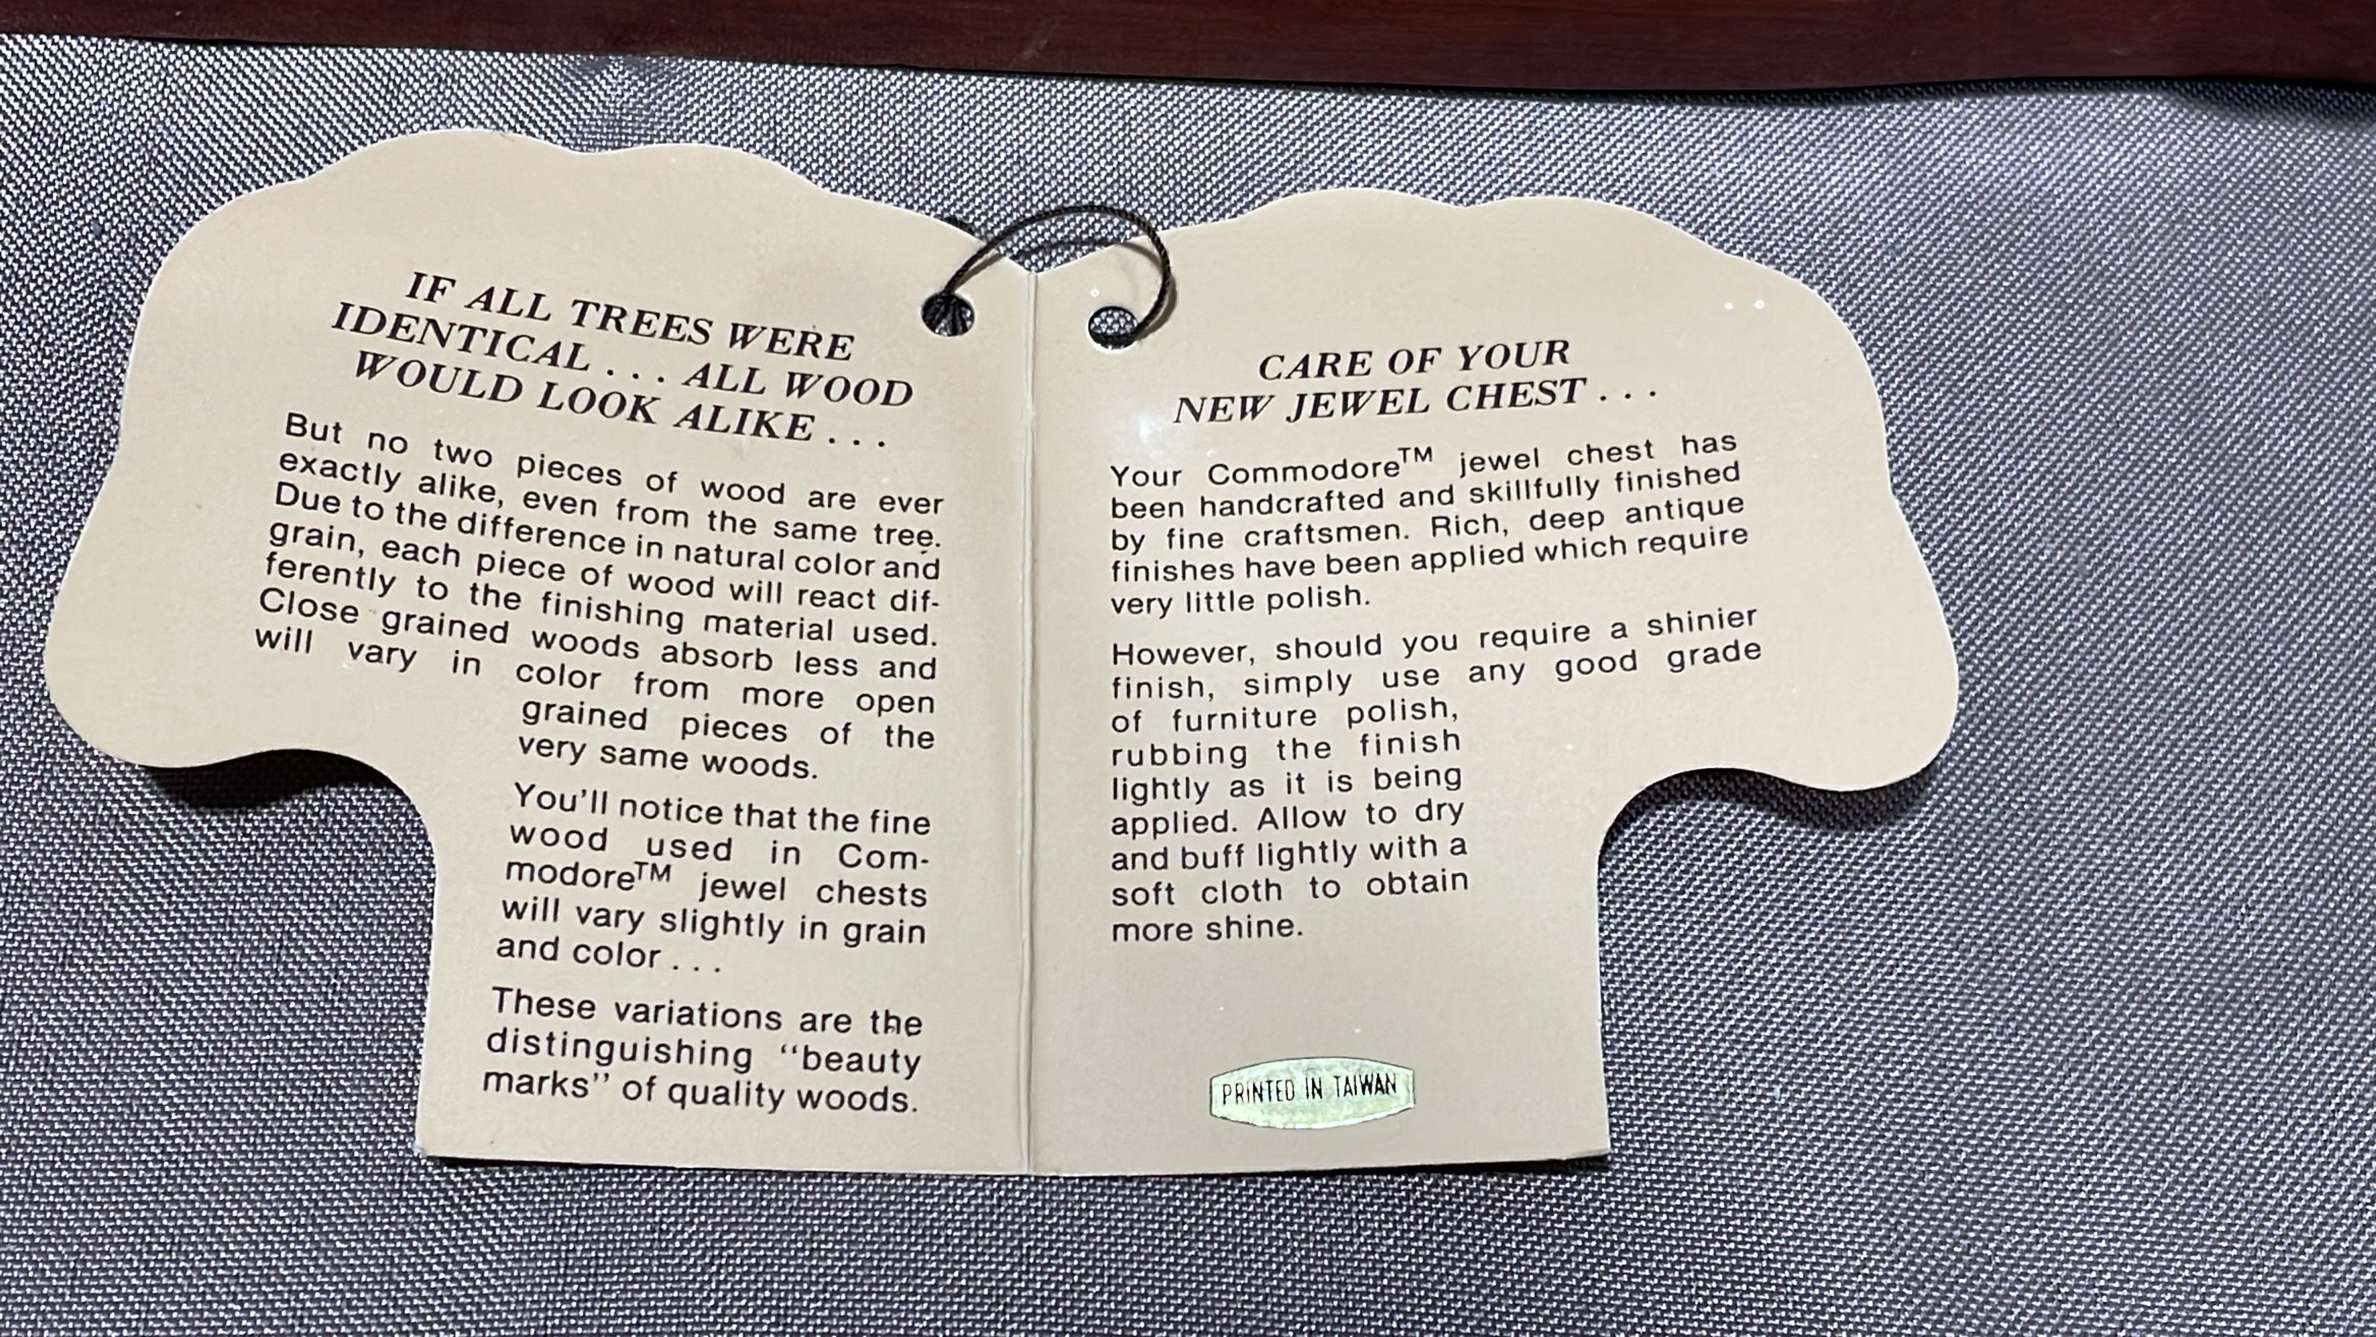 IF ALL TREES WERE
IDENTICAL . . . ALL WOOD
WOULD LOOK ALIKE . . .
But no two pieces of wood are ever
exactly alike, even from the same tree.
Due to the difference in natural color and
grain, each piece of wood will react dif-
ferently to the finishing material used.
Close grained woods absorb less and
will vary in color from more open
grained pieces of the
very same woods.
You'll notice that the fine
wood used in Com-
modore™ jewel chests
will vary slightly in grain
and color . . .
These variations are the
distinguishing "beauty
marks" of quality woods.
CARE OF YOUR
NEW JEWEL CHEST . . .
Your Commodore™ jewel chest has
been handcrafted and skillfully finished
by fine craftsmen. Rich, deep antique
finishes have been applied which require
very little polish.
However, should you require a shinier
finish, simply use any good grade
of furniture polish,
rubbing the finish
lightly as it is being
applied. Allow to dry
and buff lightly with a
soft cloth to obtain
more shine.
PRINTED IN TAIWAN